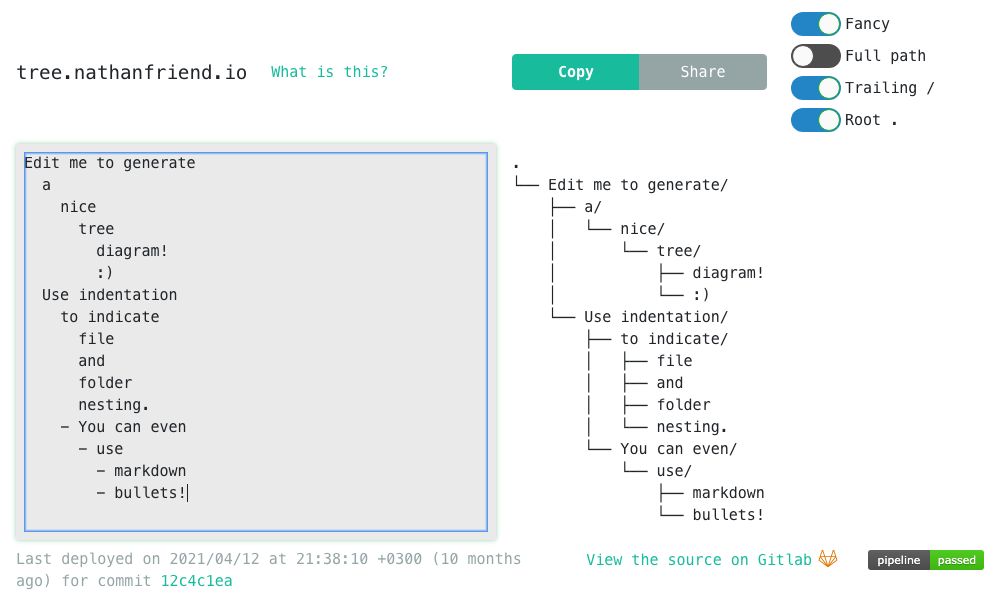 tree.nathanfriend.io What is this? Copy Share
Fancy
Full path
Trailing /
Root .
Edit me to generate
  a
    nice
      tree
        diagram!
        :)
  Use indentation
    to indicate
      file
      and
      folder
      nesting.
    - You can even
      - use
        - markdown
        - bullets!
.
└── Edit me to generate/
    ├── a/
    │   └── nice/
    │       └── tree/
    │           ├── diagram!
    │           └── :)
    └── Use indentation/
        ├── to indicate/
        │   ├── file
        │   ├── and
        │   ├── folder
        │   └── nesting.
        └── You can even/
            └── use/
                ├── markdown
                └── bullets!
Last deployed on 2021/04/12 at 21:38:10 +0300 (10 months
ago) for commit 12c4c1ea
View the source on Gitlab
pipeline passed